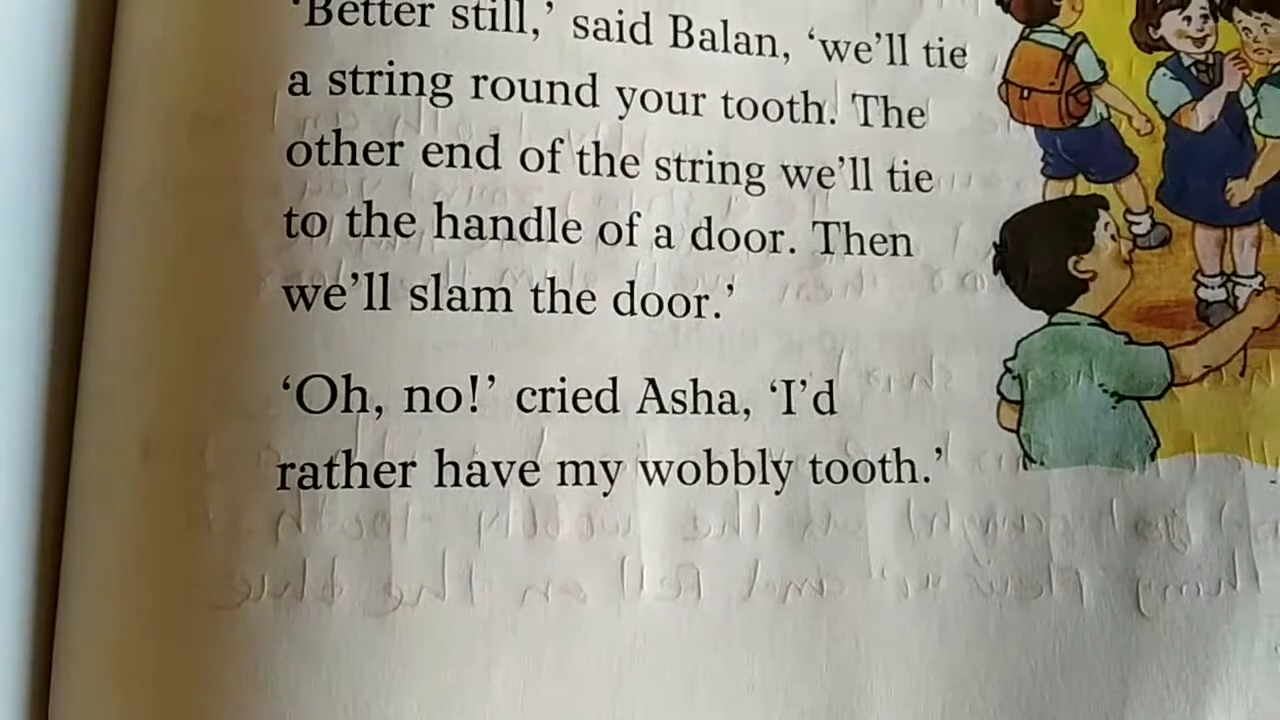 'Better still,' said Balan, 'we'll tie
a string round your tooth. The
other end of the string we'll tie
to the handle of a door. Then
we'll slam the door.'
'Oh, no!' cried Asha, 'I'd
rather have my wobbly tooth.'